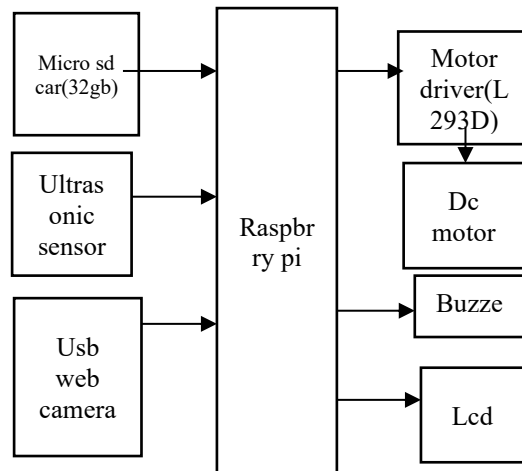 Micro sd
car(32gb)
Ultras
onic
sensor
Usb
web
camera
Raspbr
ry pi
Motor
driver(L
293D)
Dc
motor
Buzze
Lcd